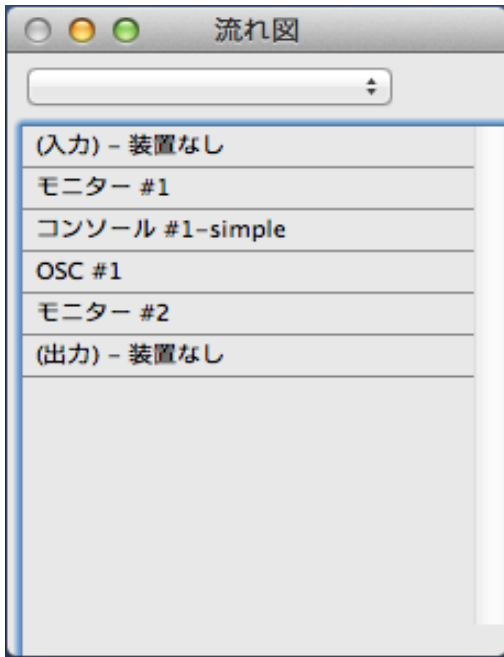 流れ図
(入力) – 装置なし
モニター #1
コンソール #1-simple
OSC #1
モニター #2
(出力) – 装置なし